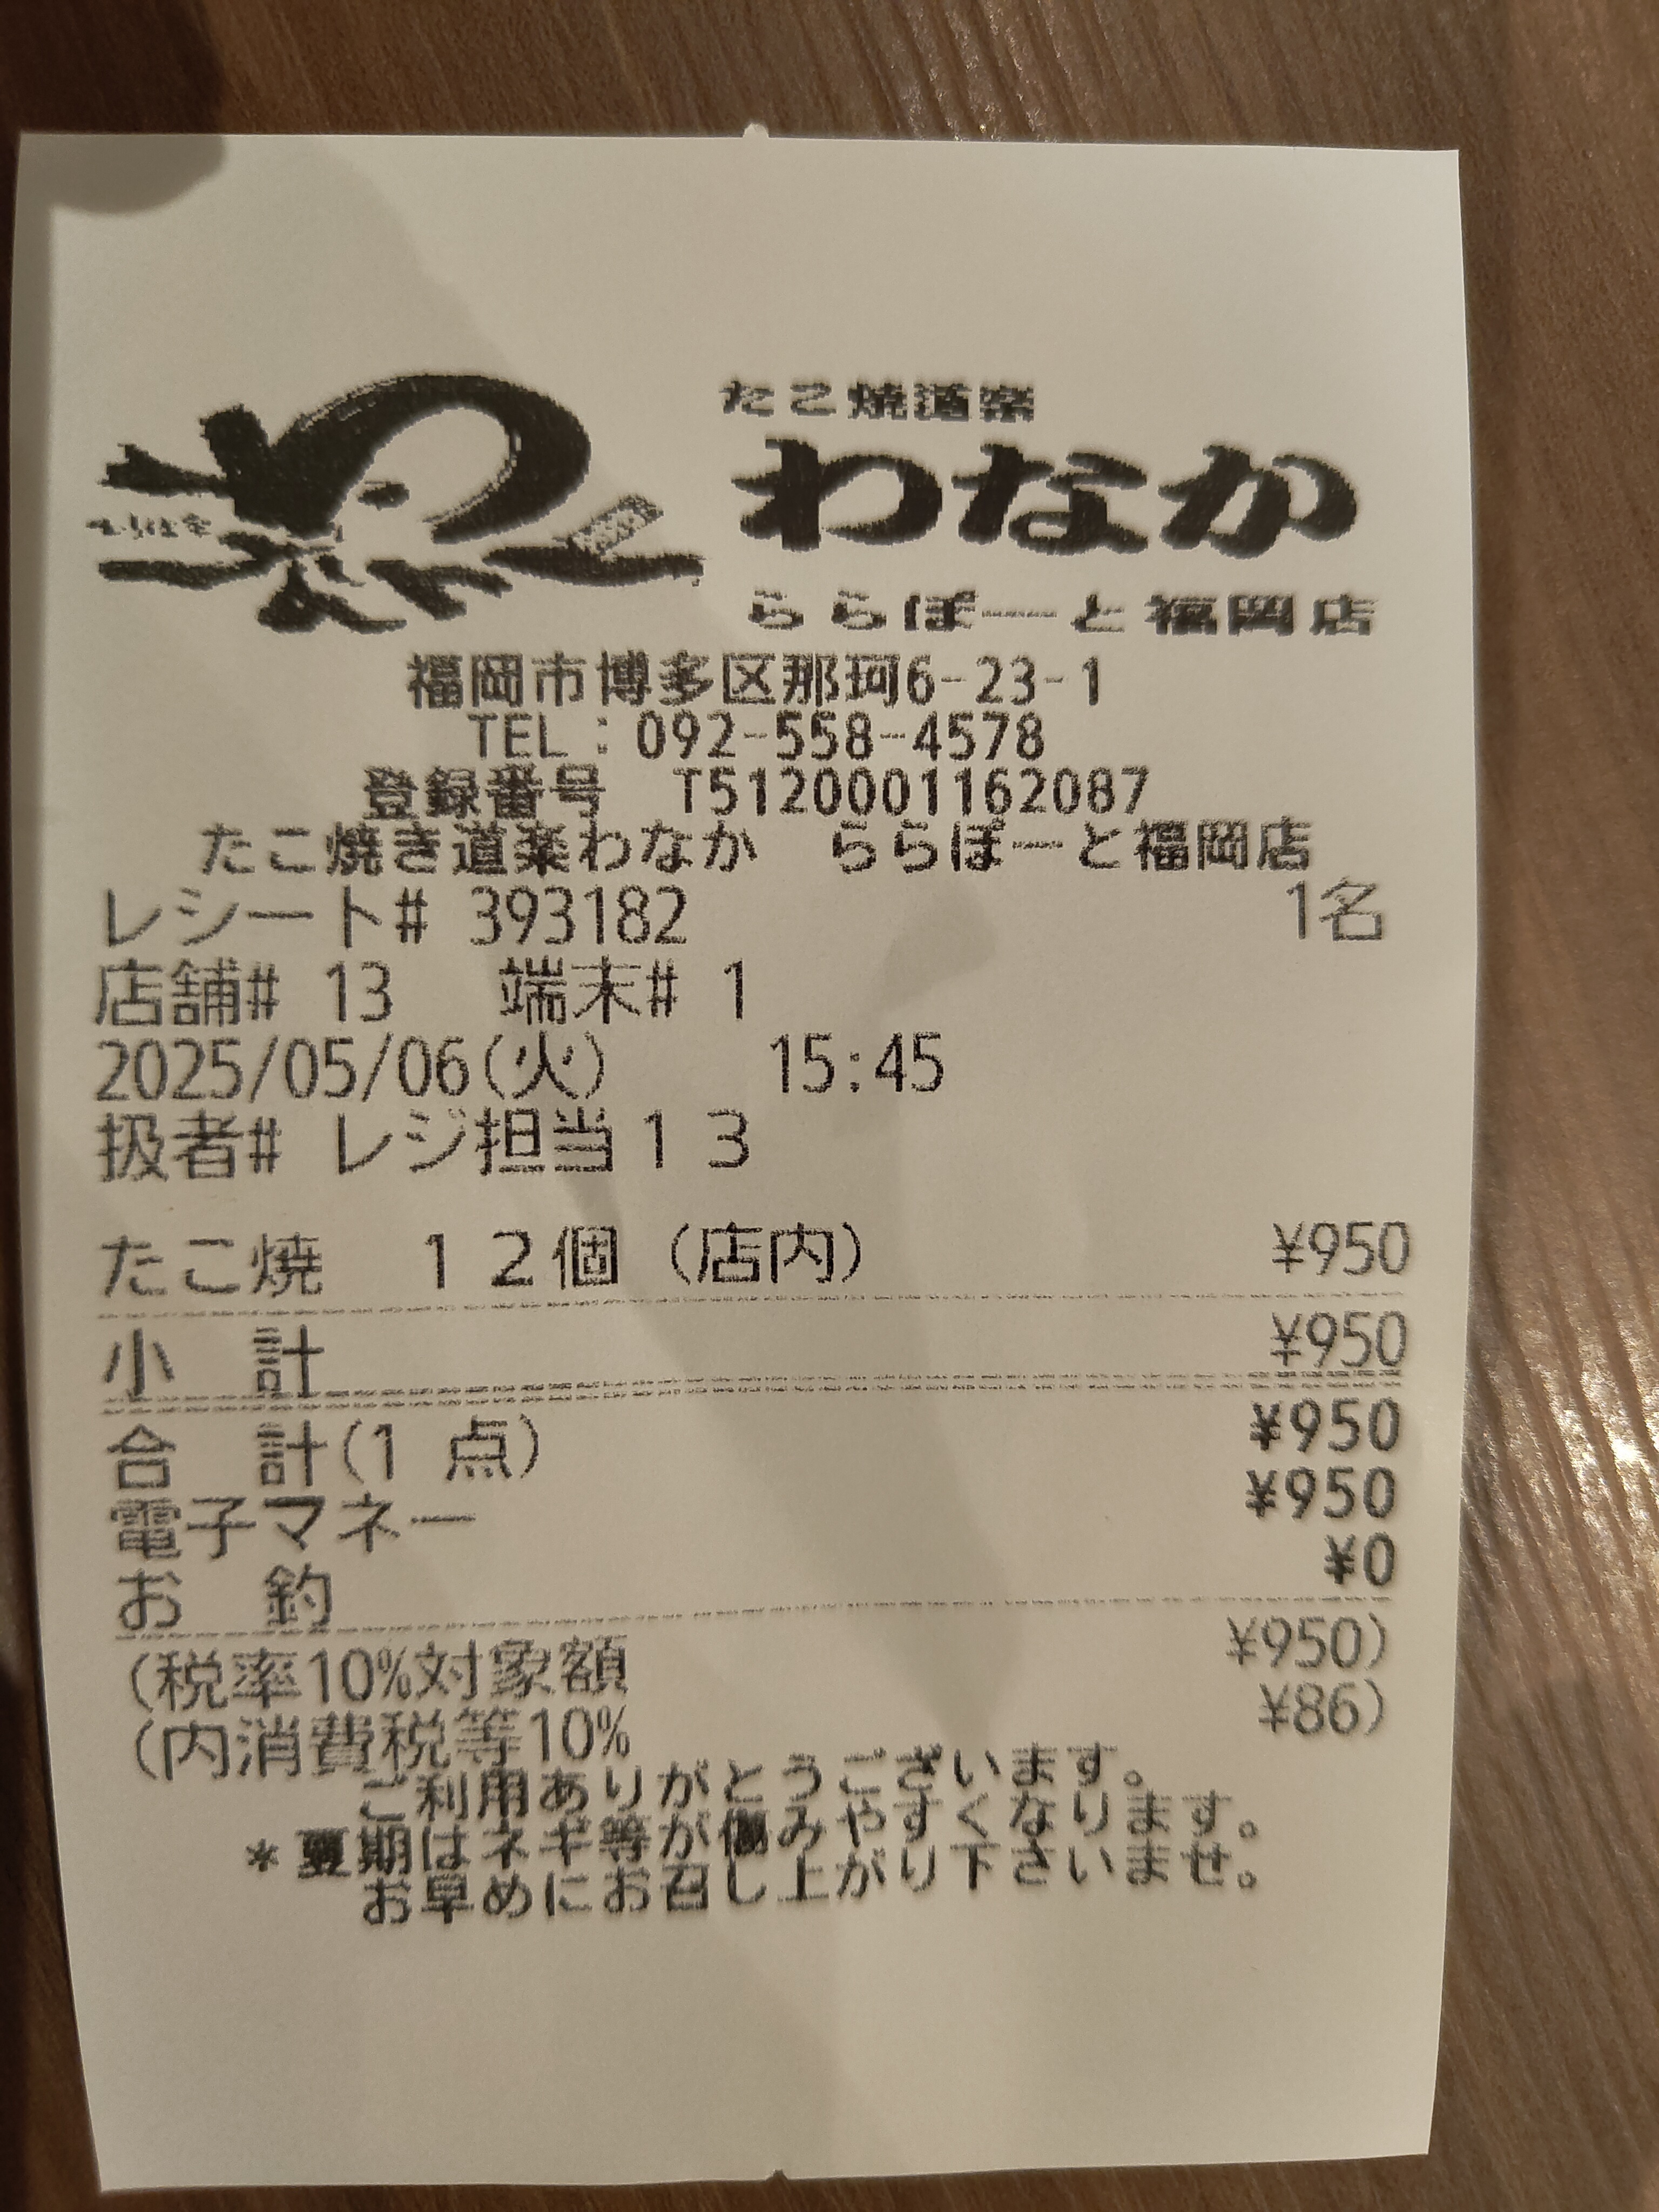 たこ焼道楽
わなか
ららぽーと福岡店
福岡市博多区那珂6-23-1
TEL：092-558-4578
登録番号　T5120001162087
たこ焼き道楽わなか　ららぽーと福岡店
レシート# 393182 1名
店舗# 13 端末# 1
2025/05/06(火) 15:45
扱者# レジ担当１３
たこ焼　１２個（店内） ¥950
小　計 ¥950
合　計(1 点) ¥950
電子マネー ¥950
お　釣 ¥0
(税率10%対象額 ¥950)
(内消費税等10% ¥86)
ご利用ありがとうございます。
＊夏期はネギ等が傷みやすくなります。
お早めにお召し上がり下さいませ。